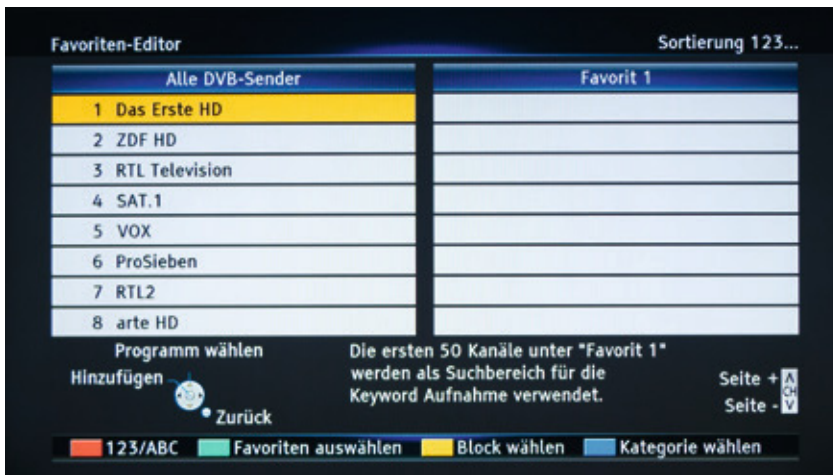 Favoriten-Editor
Sortierung 123...
Alle DVB-Sender
Favorit 1
1 Das Erste HD
2 ZDF HD
3 RTL Television
4 SAT.1
5 VOX
6 ProSieben
7 RTL2
8 arte HD
Programm wählen
Hinzufügen
Zurück
Die ersten 50 Kanäle unter "Favorit 1"
werden als Suchbereich für die
Keyword Aufnahme verwendet.
Seite +
CH
Seite -
123/ABC
Favoriten auswählen
Block wählen
Kategorie wählen